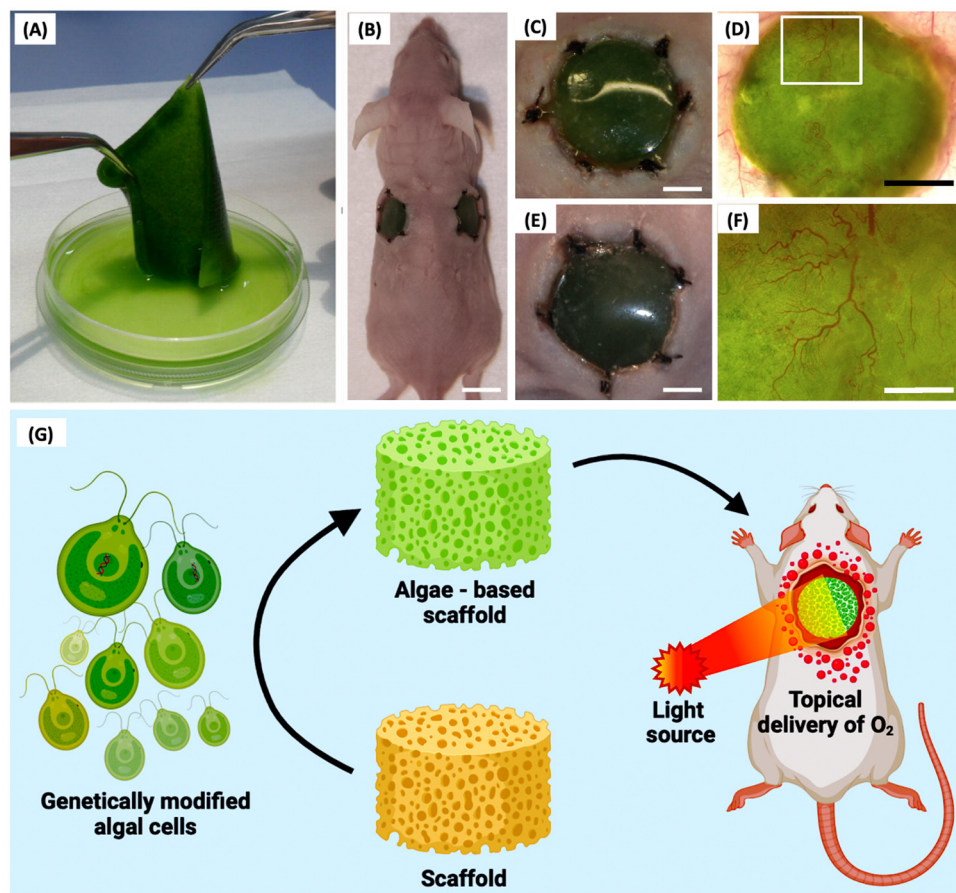 (A)
(B)
(C)
(D)
(E)
(F)
(G)
Algae - based
scaffold
Light
source
Topical
delivery of O₂
Genetically modified
algal cells
Scaffold